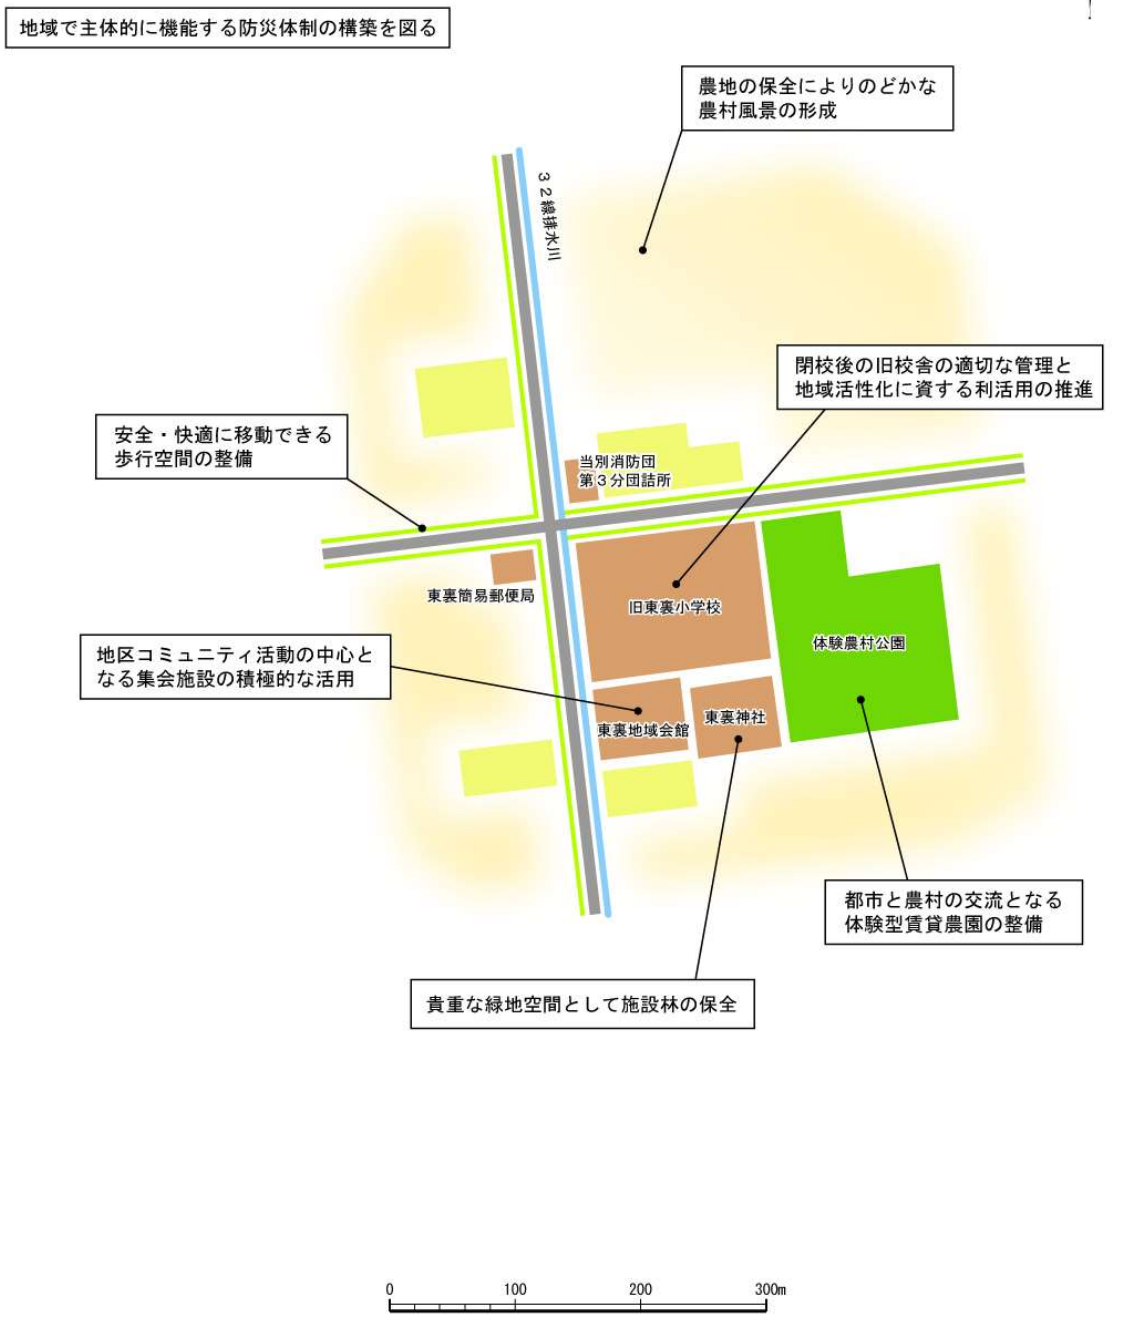 地域で主体的に機能する防災体制の構築を図る
農地の保全によりのどかな
農村風景の形成
３２線排水川
閉校後の旧校舎の適切な管理と
地域活性化に資する利活用の推進
安全・快適に移動できる
歩行空間の整備
当別消防団
第３分団詰所
東裏簡易郵便局
旧東裏小学校
体験農村公園
地区コミュニティ活動の中心と
なる集会施設の積極的な活用
東裏地域会館
東裏神社
都市と農村の交流となる
体験型賃貸農園の整備
貴重な緑地空間として施設林の保全
0 100 200 300m